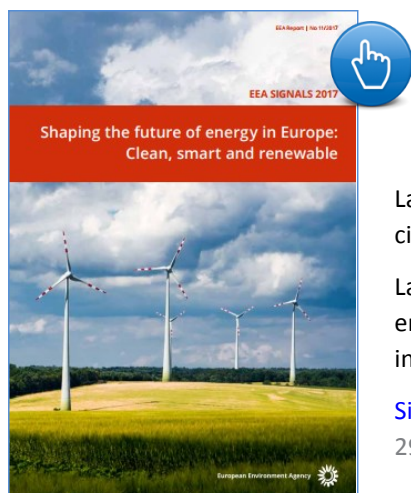 EEA Report | No 11/2017
EEA SIGNALS 2017
Shaping the future of energy in Europe:
Clean, smart and renewable
European Environment Agency
La
ci
La
en
in
Si
29